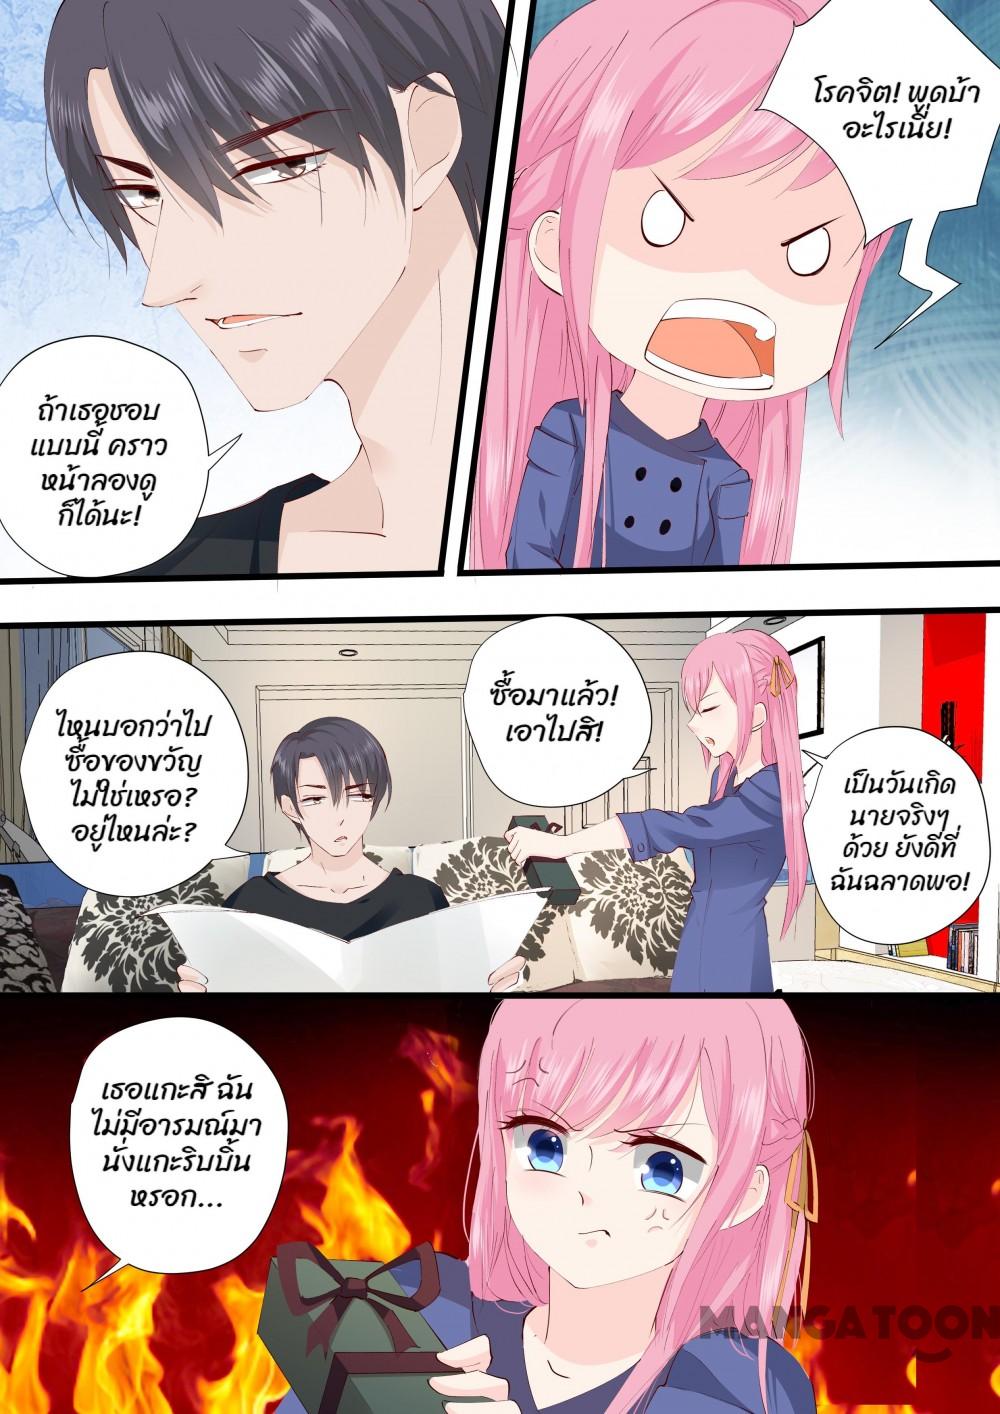 ถ้าเธอชอบ
แบบนี้ คราว
หน้าลองดู
ก็ได้นะ!
โรคจิต! พูดบ้า
อะไรเนี่ย!
ไหนบอกว่าไป
ซื้อของขวัญ
ไม่ใช่เหรอ?
อยู่ไหนล่ะ?
ซื้อมาแล้ว!
เอาไปสิ!
เป็นวันเกิด
นายจริงๆ
ด้วย ยังดีที่
ฉันฉลาดพอ!
เธอแกะสิ ฉัน
ไม่มีอารมณ์มา
นั่งแกะริบบิ้น
หรอก...
MANGATOON